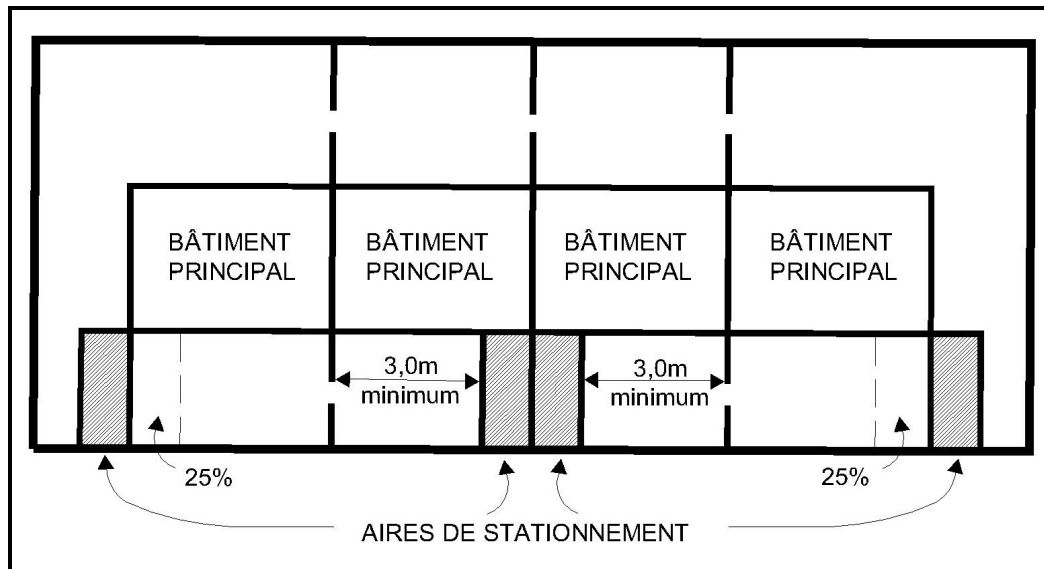 BÂTIMENT
PRINCIPAL
BÂTIMENT
PRINCIPAL
BÂTIMENT
PRINCIPAL
BÂTIMENT
PRINCIPAL
3,0m
minimum
3,0m
minimum
25%
25%
AIRES DE STATIONNEMENT